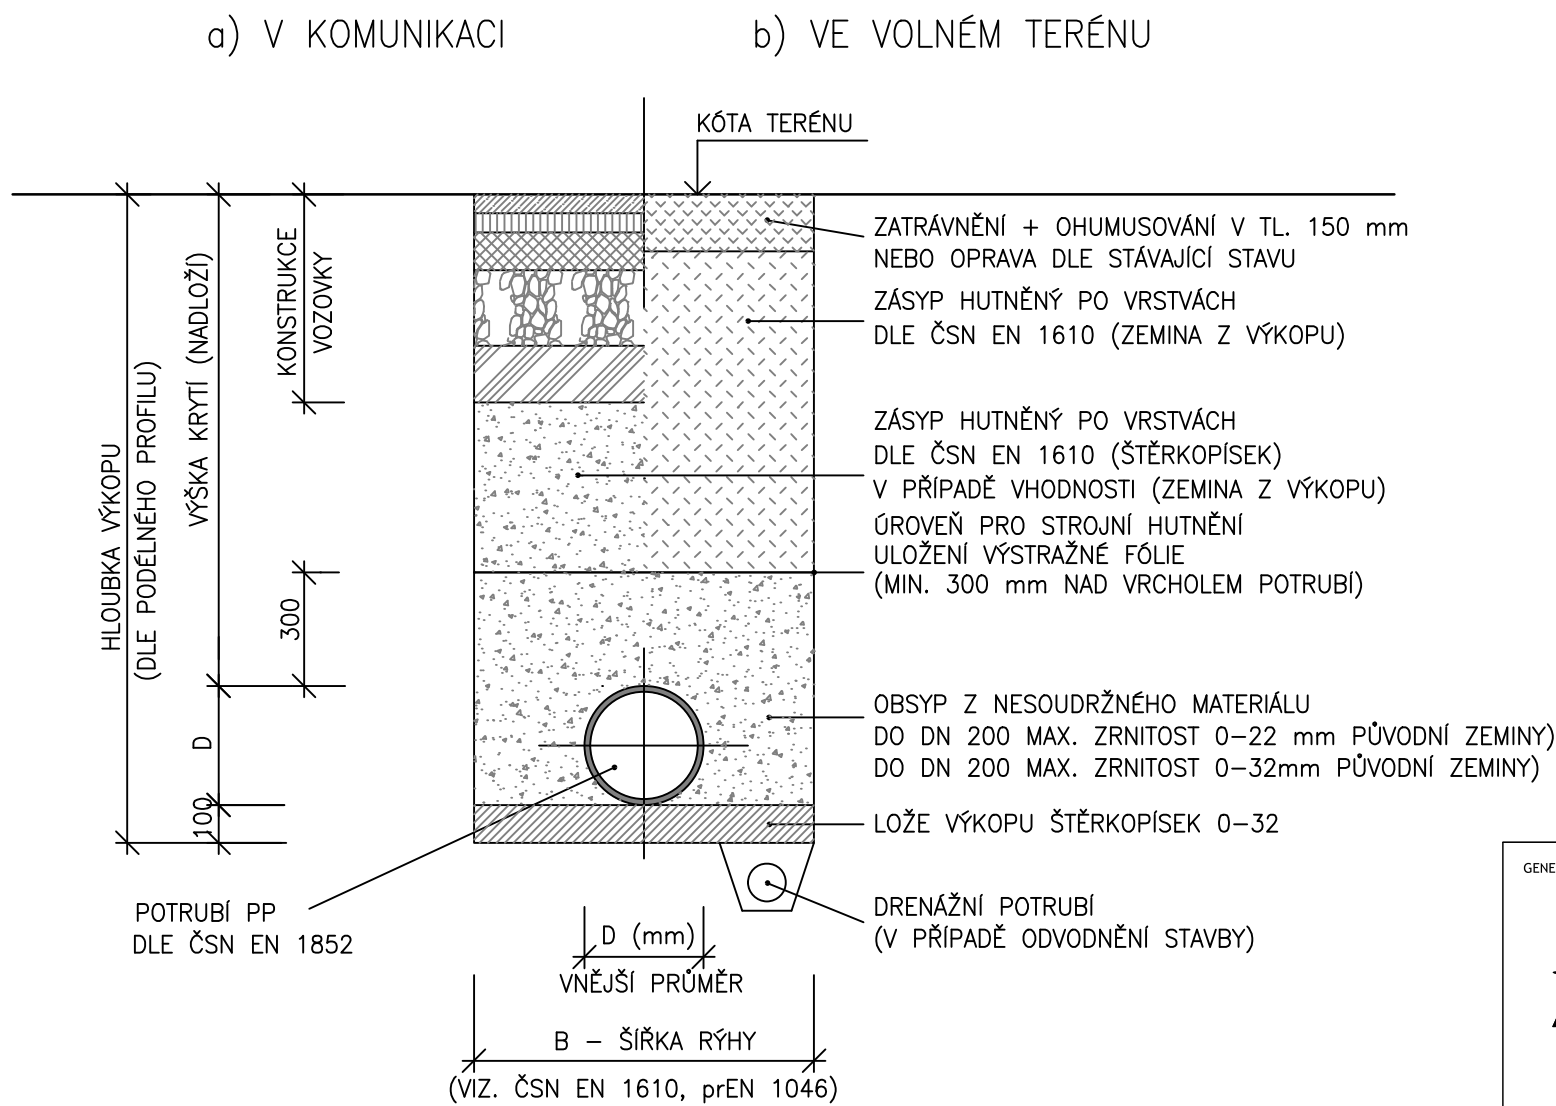 a) V KOMUNIKACI
b) VE VOLNÉM TERÉNU
KÓTA TERÉNU
HLOUBKA VÝKOPU
(DLE PODÉLNÉHO PROFILU)
VÝŠKA KRYTÍ (NADLOŽÍ)
KONSTRUKCE
VOZOVKY
300
D
100
ZATRÁVNĚNÍ + OHUMUSOVÁNÍ V TL. 150 mm
NEBO OPRAVA DLE STÁVAJÍCÍ STAVU
ZÁSYP HUTNĚNÝ PO VRSTVÁCH
DLE ČSN EN 1610 (ZEMINA Z VÝKOPU)
ZÁSYP HUTNĚNÝ PO VRSTVÁCH
DLE ČSN EN 1610 (ŠTĚRKOPÍSEK)
V PŘÍPADĚ VHODNOSTI (ZEMINA Z VÝKOPU)
ÚROVEŇ PRO STROJNÍ HUTNĚNÍ
ULOŽENÍ VÝSTRAŽNÉ FÓLIE
(MIN. 300 mm NAD VRCHOLEM POTRUBÍ)
OBSYP Z NESOUDRŽNÉHO MATERIÁLU
DO DN 200 MAX. ZRNITOST 0-22 mm PŮVODNÍ ZEMINY)
DO DN 200 MAX. ZRNITOST 0-32mm PŮVODNÍ ZEMINY)
LOŽE VÝKOPU ŠTĚRKOPÍSEK 0-32
DRENÁŽNÍ POTRUBÍ
(V PŘÍPADĚ ODVODNĚNÍ STAVBY)
POTRUBÍ PP
DLE ČSN EN 1852
D (mm)
VNĚJŠÍ PRŮMĚR
B - ŠÍŘKA RÝHY
(VIZ. ČSN EN 1610, prEN 1046)
GENE